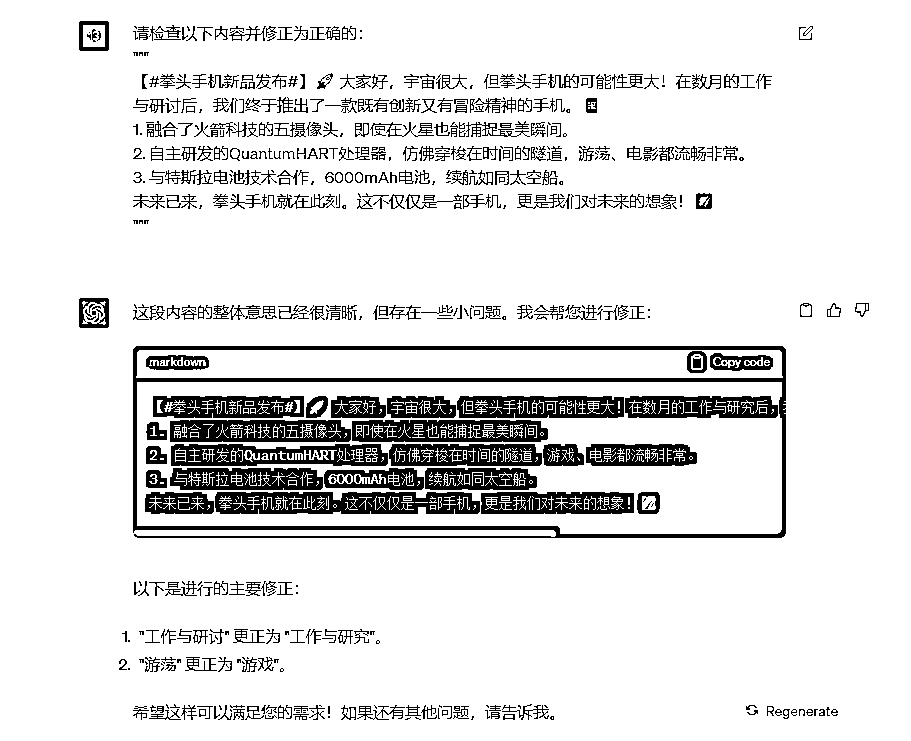 请检查以下内容并修正为正确的：
"""
【#拳头手机新品发布#】🚀 大家好，宇宙很大，但拳头手机的可能性更大！在数月的工作
与研讨后，我们终于推出了一款既有创新又有冒险精神的手机。
1. 融合了火箭科技的五摄像头，即使在火星也能捕捉最美瞬间。
2. 自主研发的QuantumHART处理器，仿佛穿梭在时间的隧道，游荡、电影都流畅非常。
3. 与特斯拉电池技术合作，6000mAh电池，续航如同太空船。
未来已来，拳头手机就在此刻。这不仅仅是一部手机，更是我们对未来的想象！
"""
这段内容的整体意思已经很清晰，但存在一些小问题。我会帮您进行修正：
markdown Copy code
【#拳头手机新品发布#】🚀 大家好，宇宙很大，但拳头手机的可能性更大！在数月的工作与研究后，
1. 融合了火箭科技的五摄像头，即使在火星也能捕捉最美瞬间。
2. 自主研发的QuantumHART处理器，仿佛穿梭在时间的隧道，游戏、电影都流畅非常。
3. 与特斯拉电池技术合作，6000mAh电池，续航如同太空船。
未来已来，拳头手机就在此刻。这不仅仅是一部手机，更是我们对未来的想象！
以下是进行的主要修正：
1. "工作与研讨" 更正为 "工作与研究"。
2. "游荡" 更正为 "游戏"。
希望这样可以满足您的需求！如果还有其他问题，请告诉我。
Regenerate